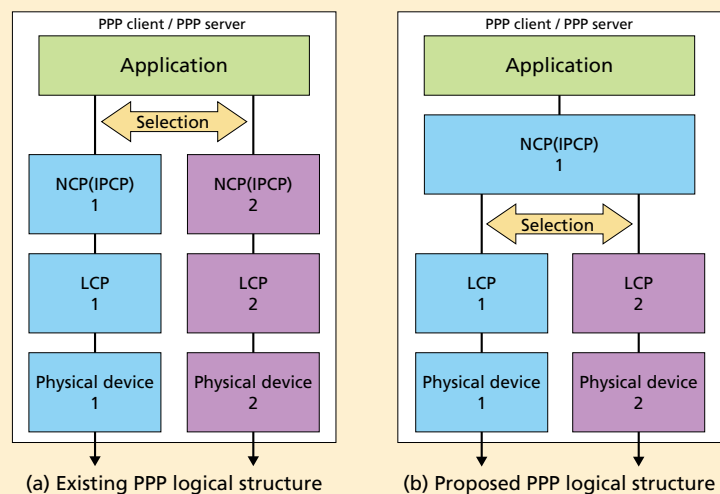 PPP client / PPP server
Application
Selection
NCP(IPCP)
1
NCP(IPCP)
2
LCP
1
LCP
2
Physical device
1
Physical device
2
(a) Existing PPP logical structure
PPP client / PPP server
Application
NCP(IPCP)
1
Selection
LCP
1
LCP
2
Physical device
1
Physical device
2
(b) Proposed PPP logical structure